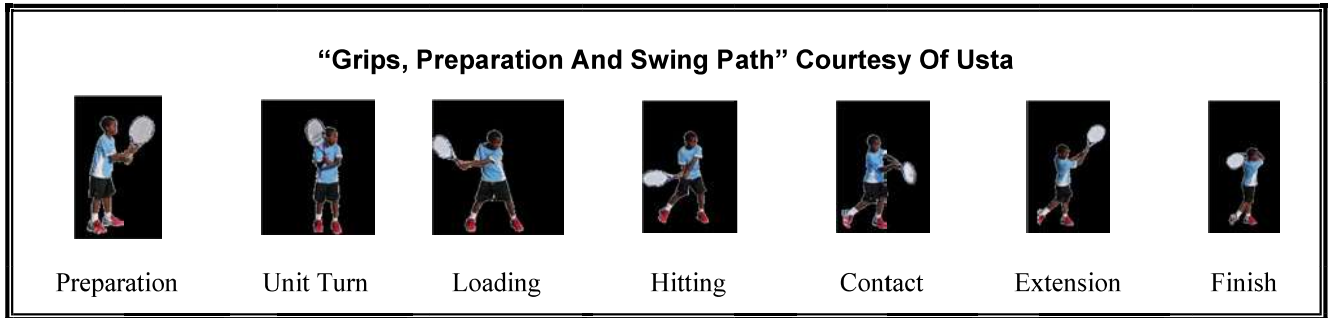 “Grips, Preparation And Swing Path” Courtesy Of Usta
Preparation Unit Turn Loading Hitting Contact Extension Finish